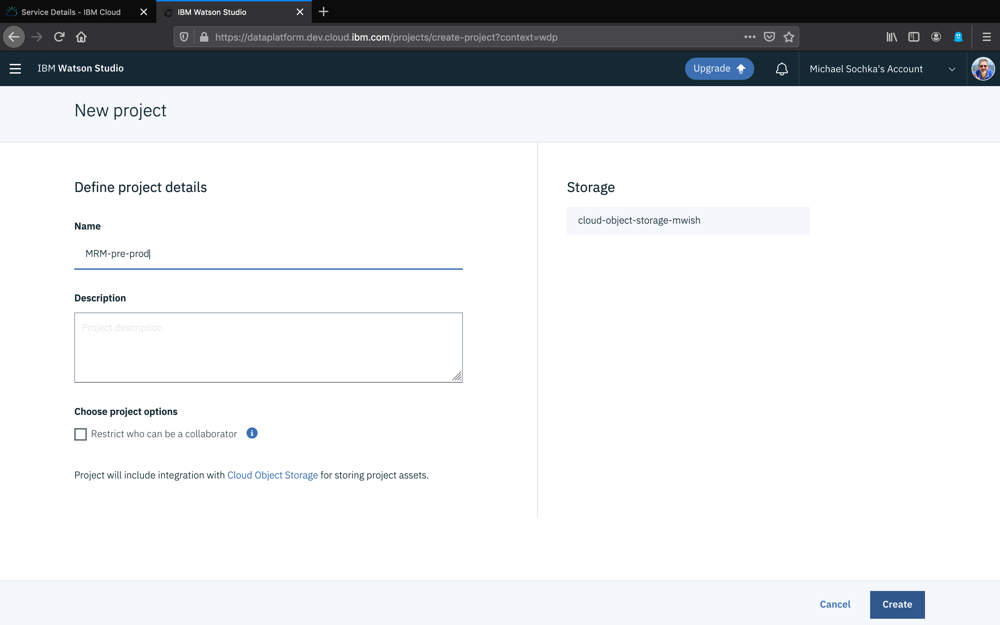 Service Details - IBM Cloud
IBM Watson Studio
https://dataplatform.dev.cloud.ibm.com/projects/create-project?context=wdp
IBM Watson Studio
Upgrade
Michael Sochka's Account
New project
Define project details
Storage
cloud-object-storage-mwish
Name
MRM-pre-prod
Description
Project description
Choose project options
Restrict who can be a collaborator
Project will include integration with Cloud Object Storage for storing project assets.
Cancel
Create